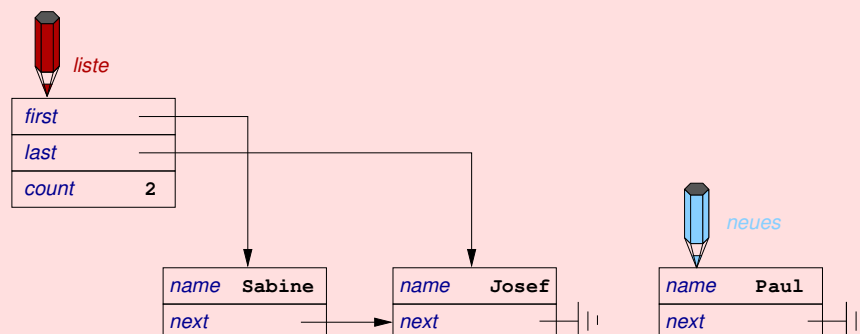 liste
first
last
count 2
neues
name Sabine
next
name Josef
next
name Paul
next